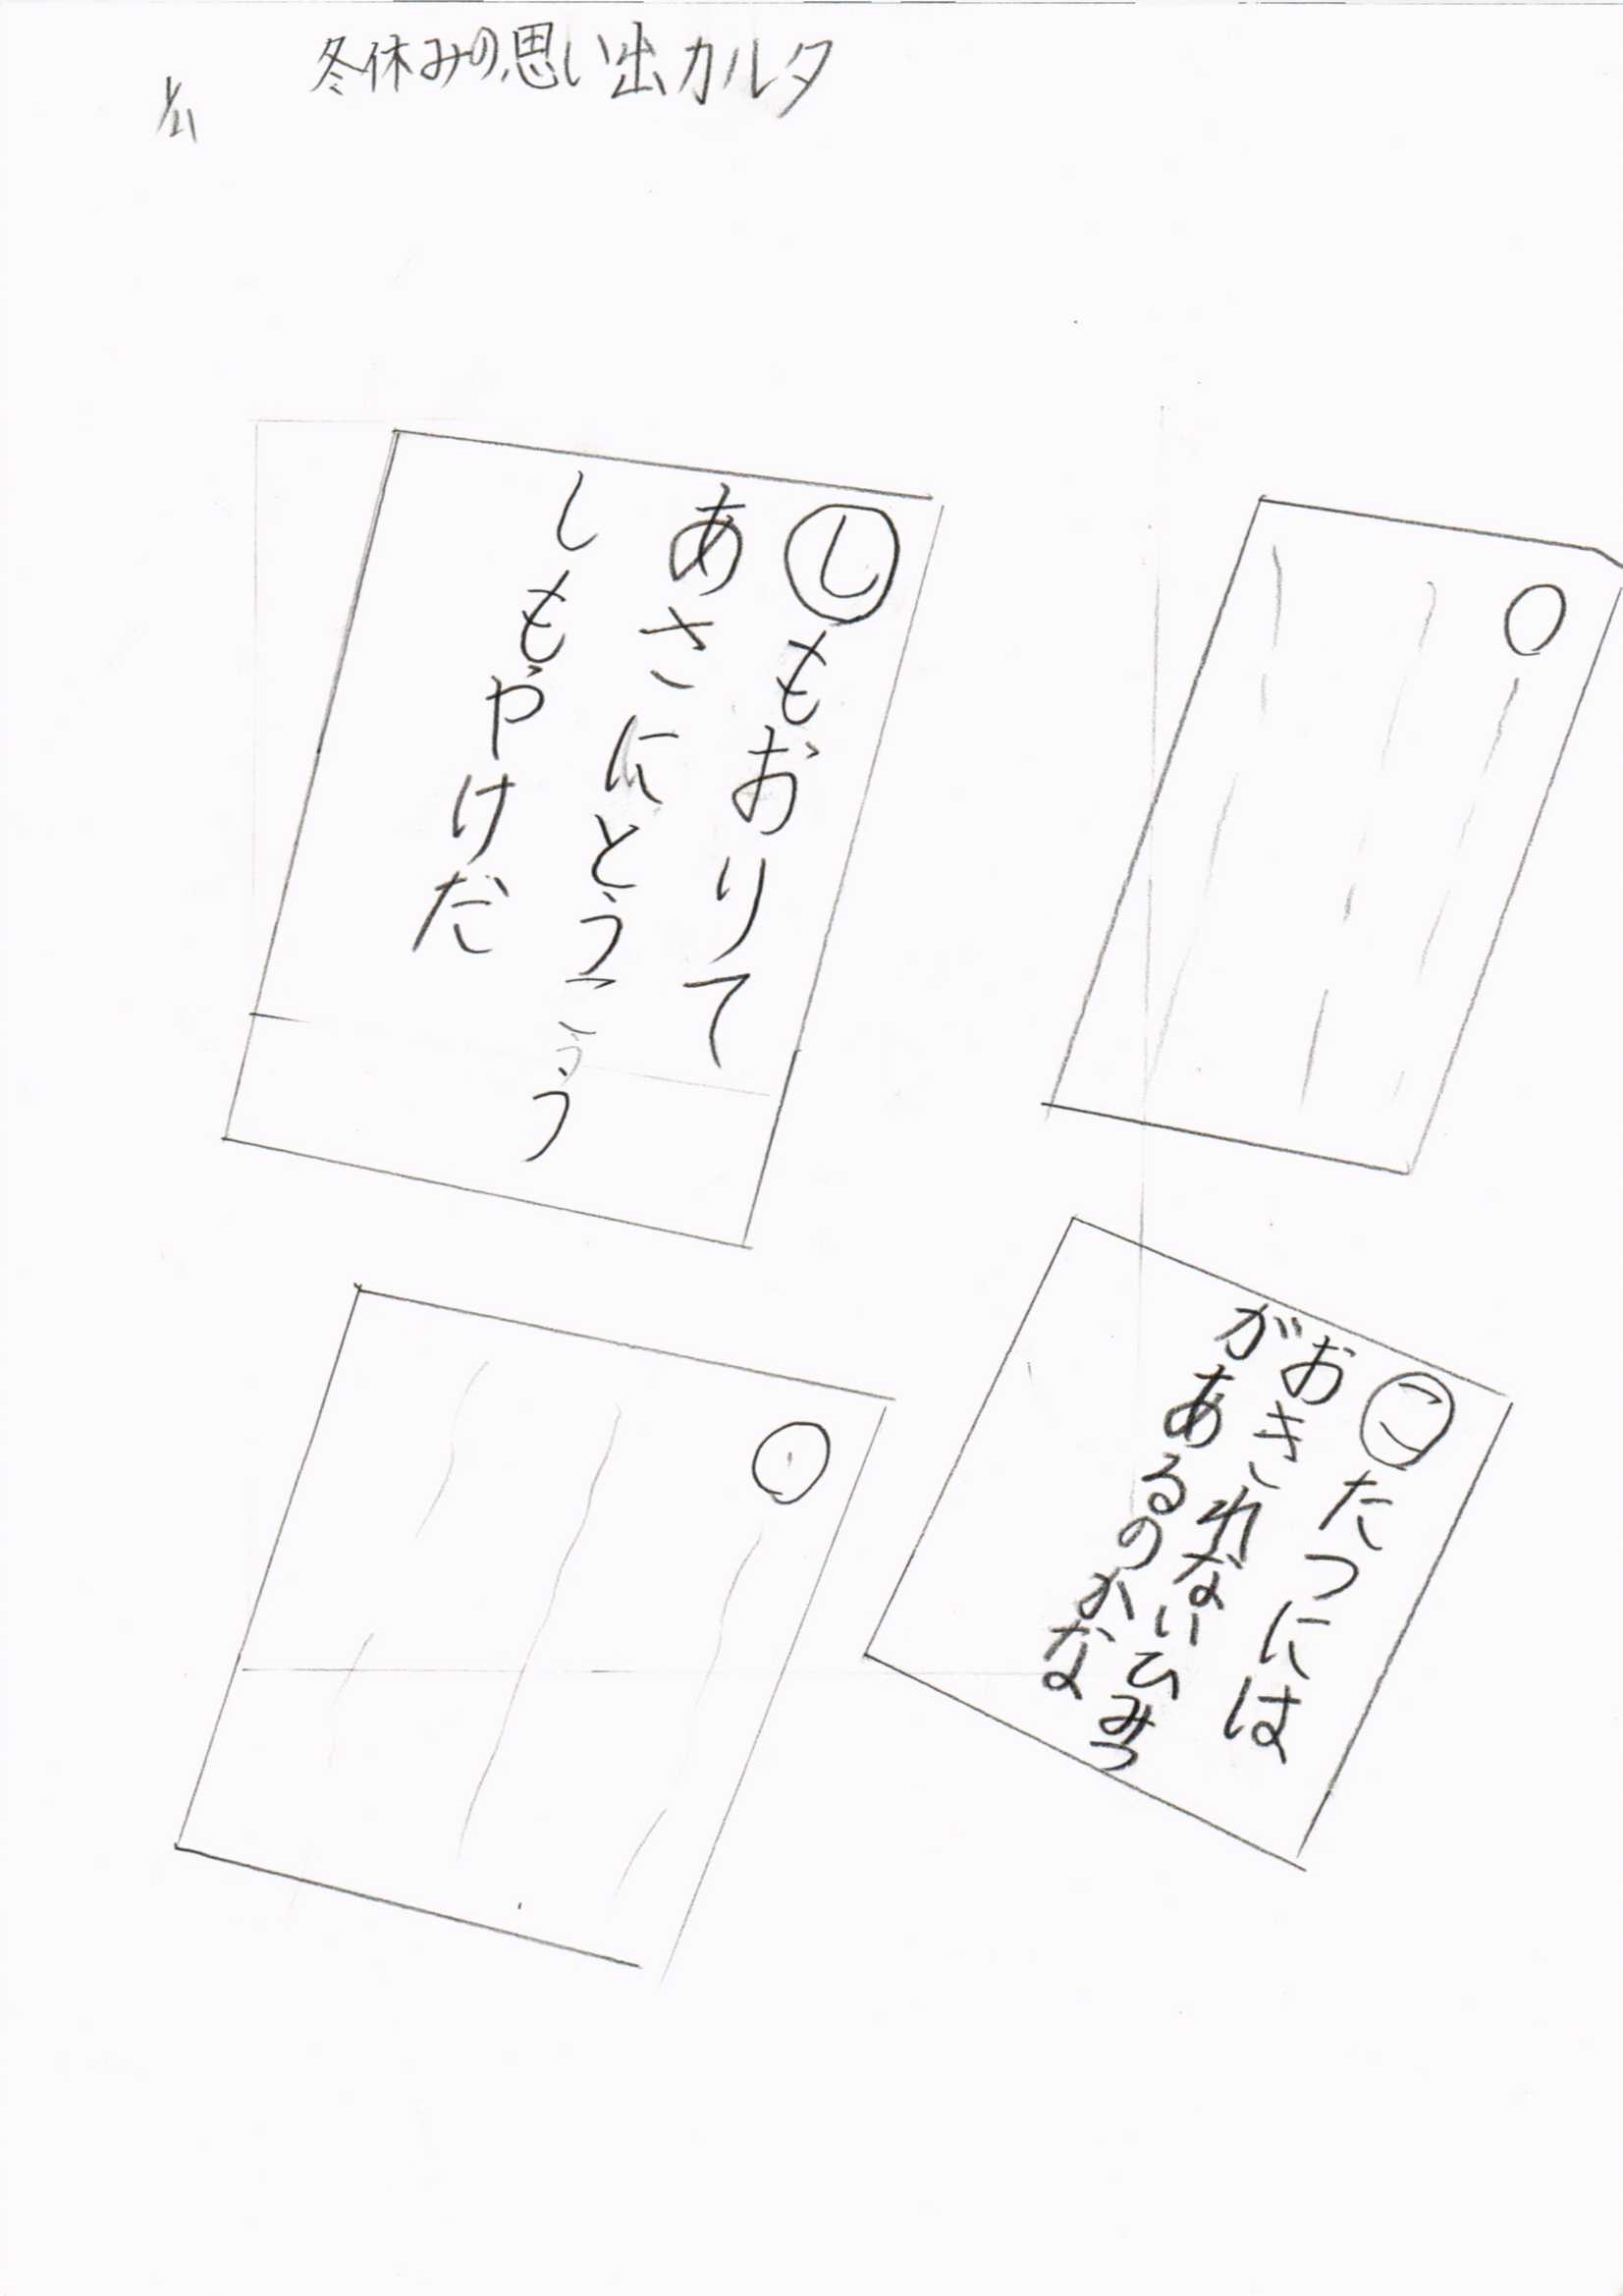 冬休みの思い出カルタ
1/21
しもおりて
あさにとうこうう
しもやけだ
こたつには
おきれないひみつ
があるのかな